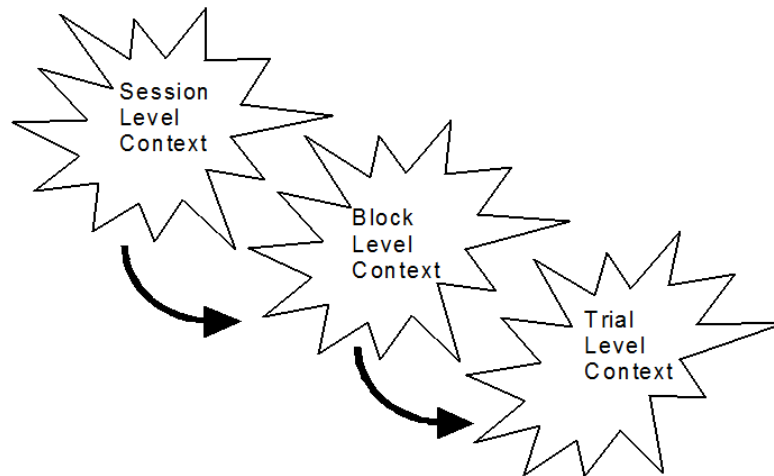 Session
Level
Context
Block
Level
Context
Trial
Level
Context